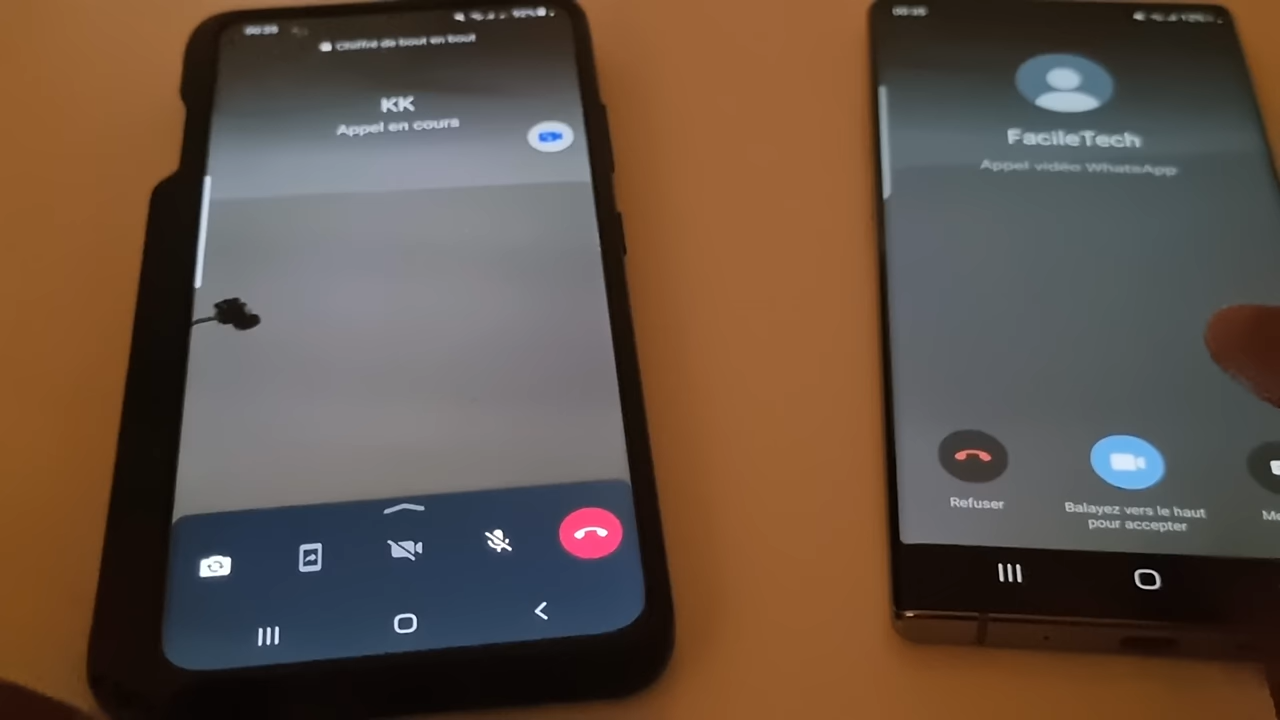 Chiffré de bout en bout
KK
Appel en cours
FacileTech
Appel vidéo WhatsApp
Refuser
Balayez vers le haut
pour accepter